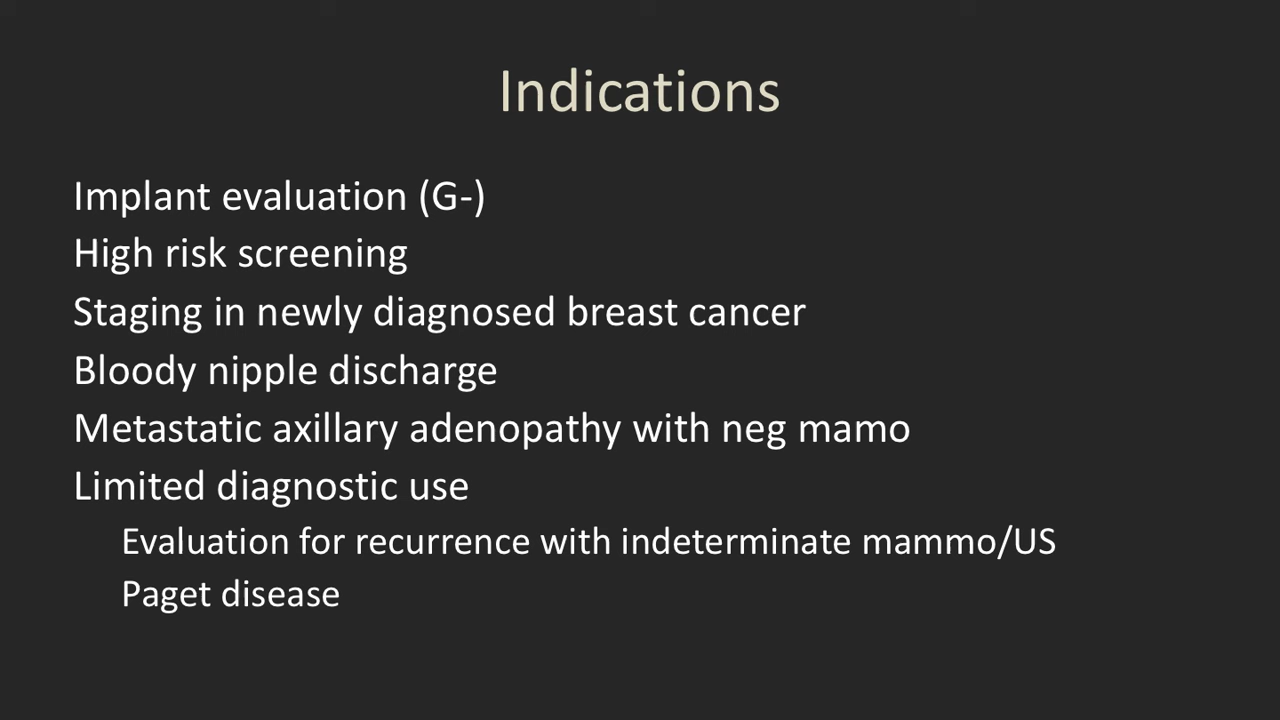 Indications
Implant evaluation (G-)
High risk screening
Staging in newly diagnosed breast cancer
Bloody nipple discharge
Metastatic axillary adenopathy with neg mamo
Limited diagnostic use
Evaluation for recurrence with indeterminate mammo/US
Paget disease